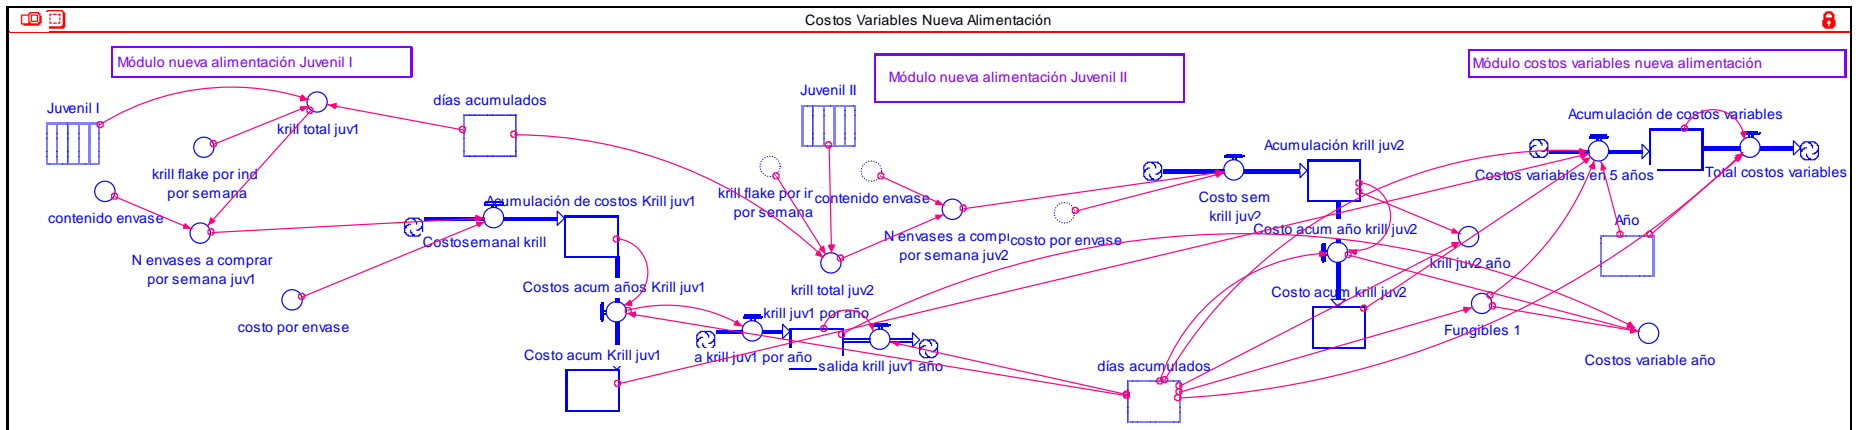 Costos Variables Nueva Alimentación
Módulo nueva alimentación Juvenil I
Módulo nueva alimentación Juvenil II
Módulo costos variables nueva alimentación
Juvenil I
krill total juv1
días acumulados
krill flake por ind
por semana
contenido envase
N envases a comprar
por semana juv1
costo por envase
Acumulación de costos Krill juv1
Costosemanal krill
Costos acum años Krill juv1
Costo acum Krill juv1
krill juv1 por año
a krill juv1 por año
salida krill juv1 año
Juvenil II
krill flake por
por semana
contenido envase
krill total juv2
N envases a
por semana juv2
costo por envase
Acumulación krill juv2
Costo sem
krill juv2
Costo acum año krill juv2
krill juv2 año
Costo acum krill juv2
días acumulados
Acumulación de costos variables
Costos variables en 5 años
Total costos variables
Año
Fungibles 1
Costos variable año